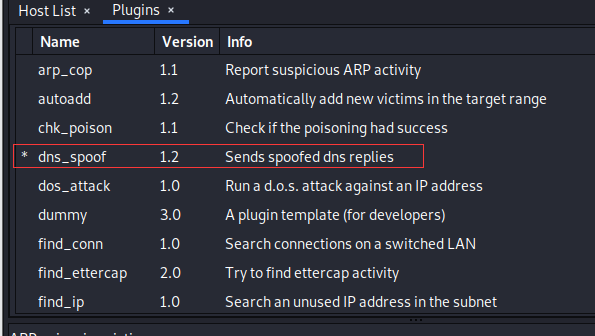 Host List × Plugins ×
Name Version Info
arp_cop 1.1 Report suspicious ARP activity
autoadd 1.2 Automatically add new victims in the target range
chk_poison 1.1 Check if the poisoning had success
* dns_spoof 1.2 Sends spoofed dns replies
dos_attack 1.0 Run a d.o.s. attack against an IP address
dummy 3.0 A plugin template (for developers)
find_conn 1.0 Search connections on a switched LAN
find_ettercap 2.0 Try to find ettercap activity
find_ip 1.0 Search an unused IP address in the subnet